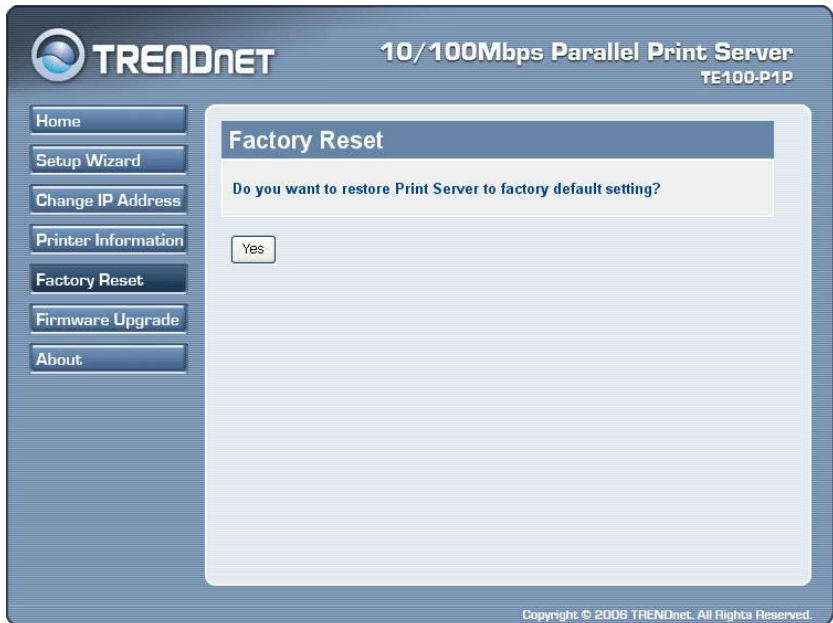 TRENDNET
10/100Mbps Parallel Print Server
TE100-P1P
Home
Setup Wizard
Change IP Address
Printer Information
Factory Reset
Firmware Upgrade
About
Factory Reset
Do you want to restore Print Server to factory default setting?
Yes
Copyright © 2006 TRENDnet. All Rights Reserved.